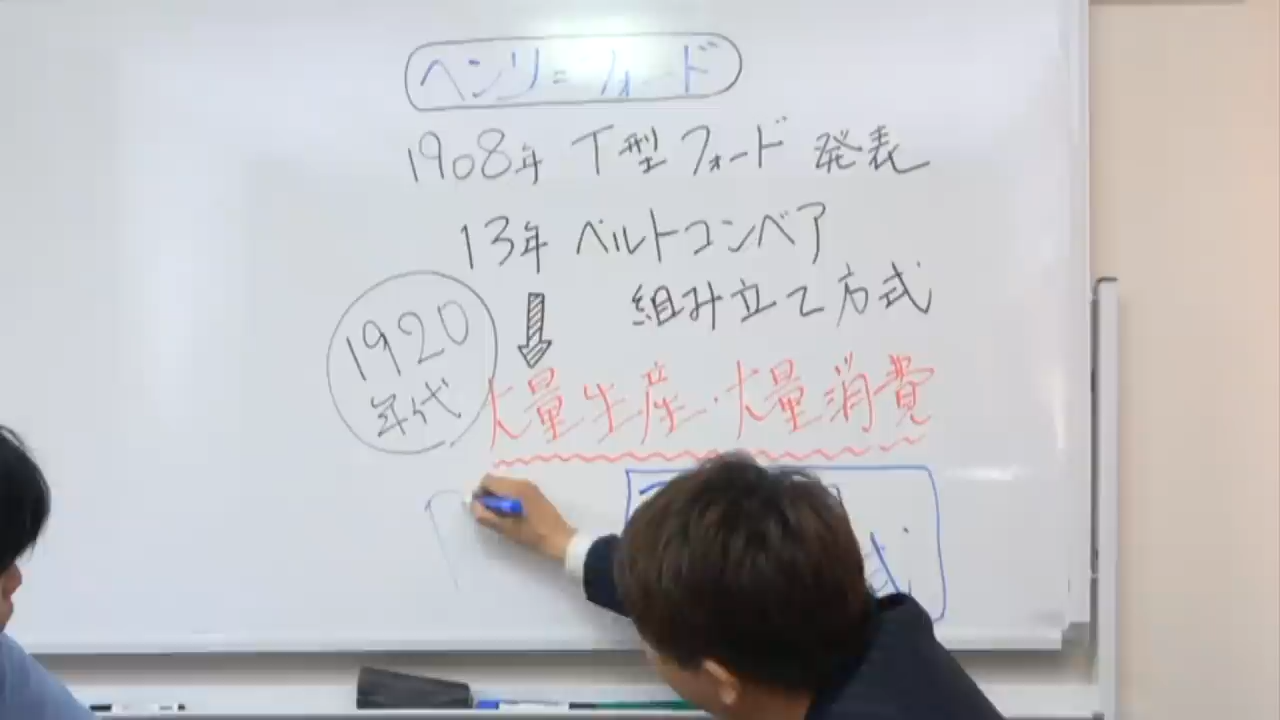 ヘンリ=フォード
1908年 T型フォード 発表
13年 ベルトコンベア
組み立て方式
1920
年代
大量生産・大量消費